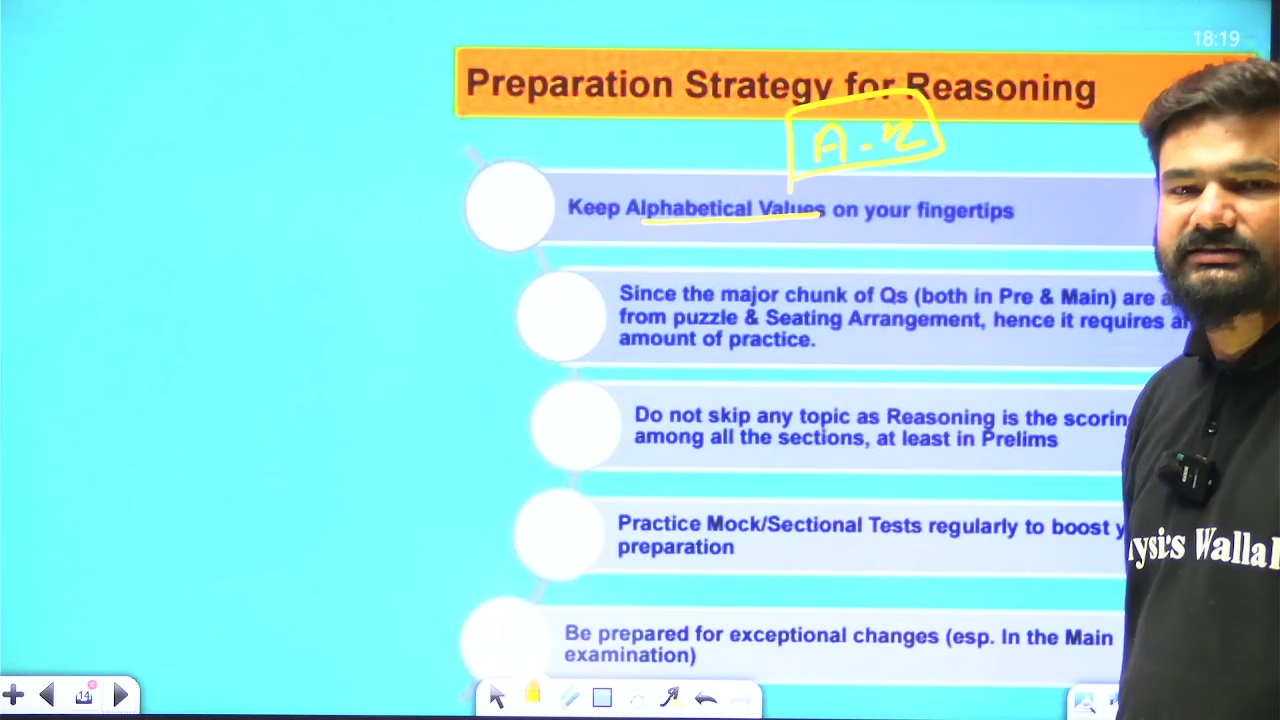 18:19
Preparation Strategy for Reasoning
A-Z
Keep Alphabetical Values on your fingertips
Since the major chunk of Qs (both in Pre & Main) are
from puzzle & Seating Arrangement, hence it requires
amount of practice.
Do not skip any topic as Reasoning is the
among all the sections, at least in Prelims
Practice Mock/Sectional Tests regularly to boost
preparation
Be prepared for exceptional changes (esp. In the Main
examination)
Wallah
14